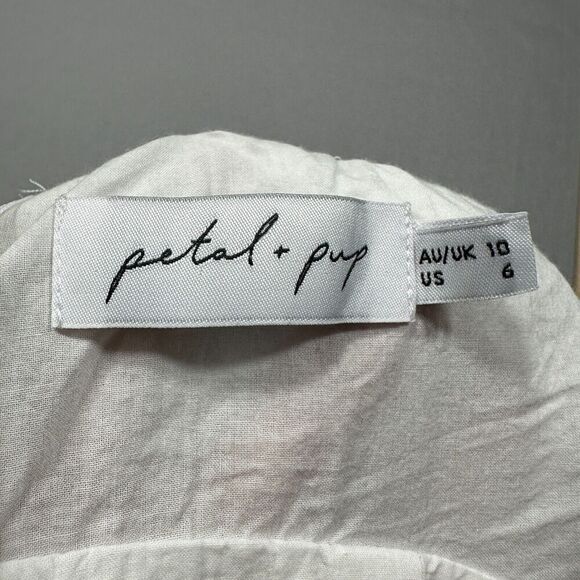 petal + pup
AU/UK 10
US 6